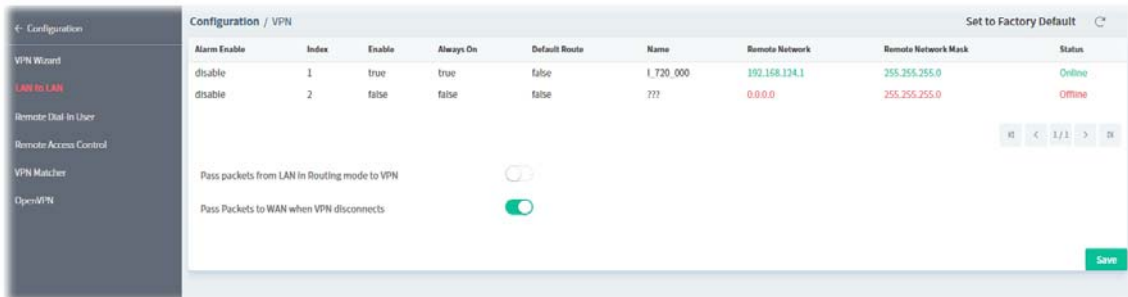 ← Configuration
Configuration / VPN
Set to Factory Default
VPN Wizard
LAN to LAN
Remote Dial-In User
Remote Access Control
VPN Matcher
OpenVPN
Alarm Enable Index Enable Always On Default Route Name Remote Network Remote Network Mask Status
disable 1 true true false I_720_000 192.168.124.1 255.255.255.0 Online
disable 2 false false false ??? 0.0.0.0 255.255.255.0 Offline
1 / 1
Pass packets from LAN in Routing mode to VPN
Pass Packets to WAN when VPN disconnects
Save